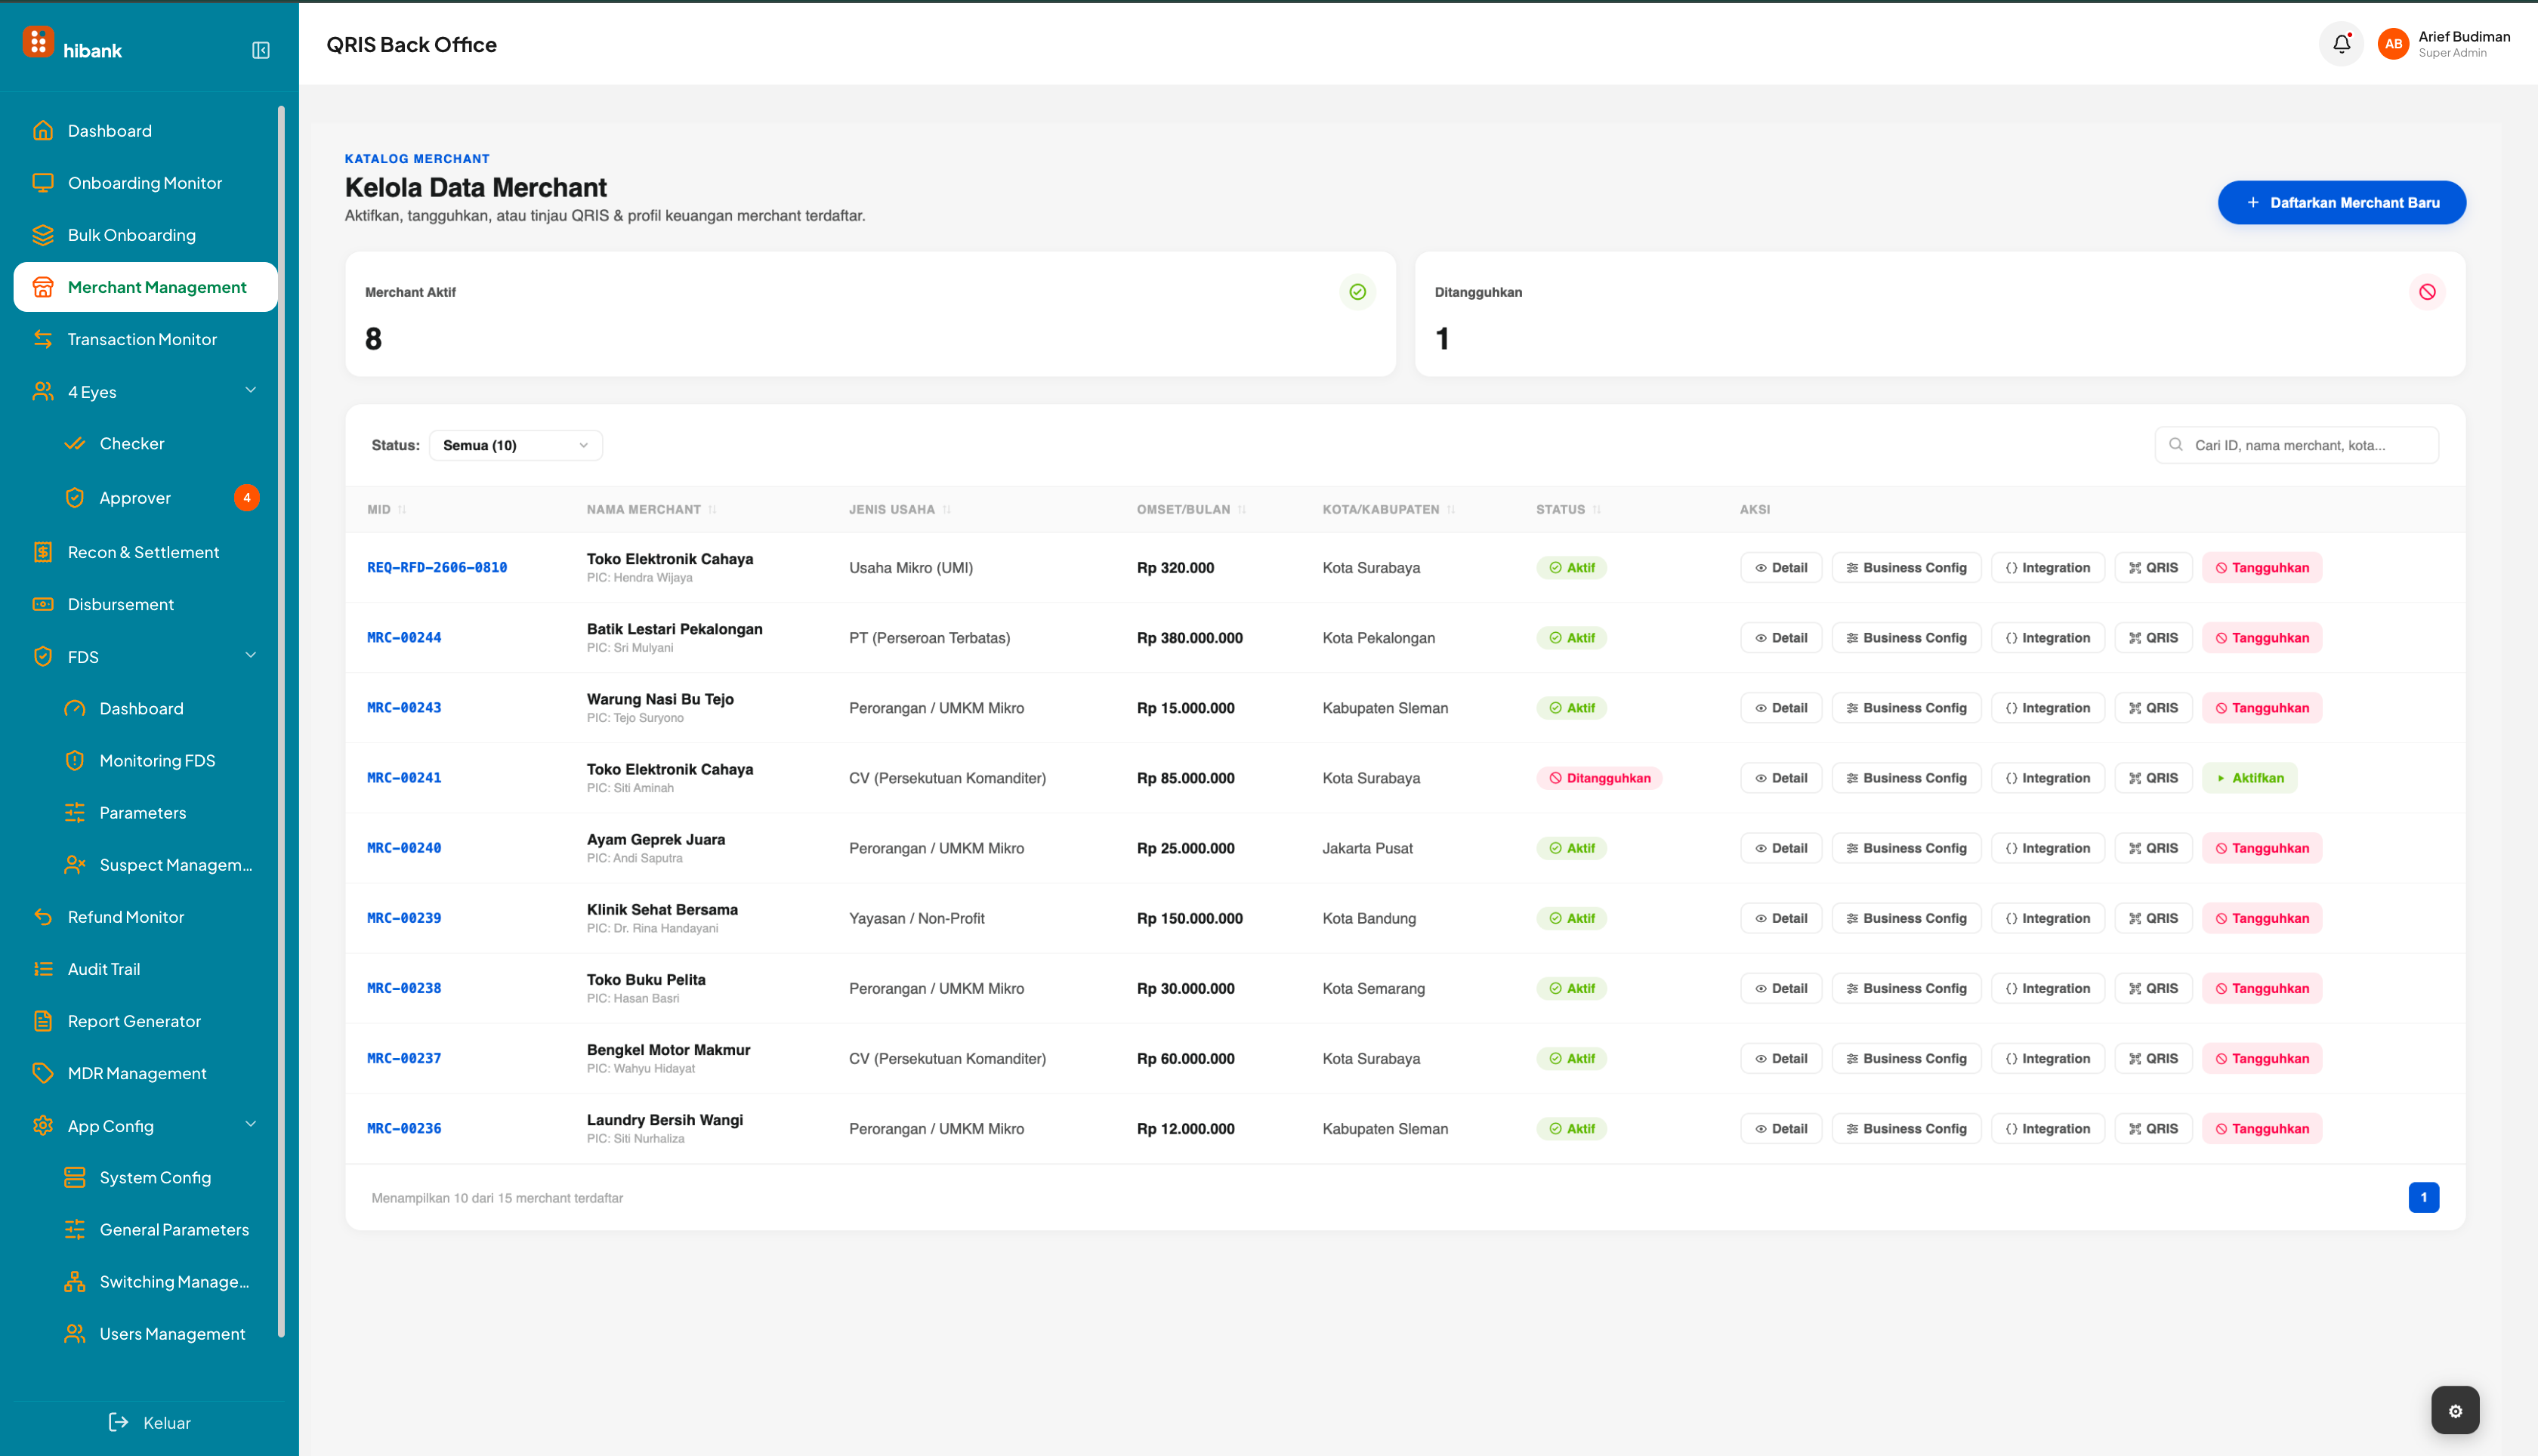 hibank
QRIS Back Office
AB
Arief Budiman
Super Admin
Dashboard
Onboarding Monitor
Bulk Onboarding
Merchant Management
Transaction Monitor
4 Eyes
Checker
Approver 4
Recon & Settlement
Disbursement
FDS
Dashboard
Monitoring FDS
Parameters
Suspect Managem...
Refund Monitor
Audit Trail
Report Generator
MDR Management
App Config
System Config
General Parameters
Switching Manage...
Users Management
Keluar
KATALOG MERCHANT
Kelola Data Merchant
Aktifkan, tangguhkan, atau tinjau QRIS & profil keuangan merchant terdaftar.
+ Daftarkan Merchant Baru
Merchant Aktif
8
Ditangguhkan
1
Status: Semua (10)
Cari ID, nama merchant, kota...
MID NAMA MERCHANT JENIS USAHA OMSET/BULAN KOTA/KABUPATEN STATUS AKSI
REQ-RFD-2606-0810 Toko Elektronik Cahaya Usaha Mikro (UMI) Rp 320.000 Kota Surabaya Aktif Detail Business Config Integration QRIS Tangguhkan
PIC: Hendra Wijaya
MRC-00244 Batik Lestari Pekalongan PT (Perseroan Terbatas) Rp 380.000.000 Kota Pekalongan Aktif Detail Business Config Integration QRIS Tangguhkan
PIC: Sri Mulyani
MRC-00243 Warung Nasi Bu Tejo Perorangan / UMKM Mikro Rp 15.000.000 Kabupaten Sleman Aktif Detail Business Config Integration QRIS Tangguhkan
PIC: Tejo Suryono
MRC-00241 Toko Elektronik Cahaya CV (Persekutuan Komanditer) Rp 85.000.000 Kota Surabaya Ditangguhkan Detail Business Config Integration QRIS Aktifkan
PIC: Siti Aminah
MRC-00240 Ayam Geprek Juara Perorangan / UMKM Mikro Rp 25.000.000 Jakarta Pusat Aktif Detail Business Config Integration QRIS Tangguhkan
PIC: Andi Saputra
MRC-00239 Klinik Sehat Bersama Yayasan / Non-Profit Rp 150.000.000 Kota Bandung Aktif Detail Business Config Integration QRIS Tangguhkan
PIC: Dr. Rina Handayani
MRC-00238 Toko Buku Pelita Perorangan / UMKM Mikro Rp 30.000.000 Kota Semarang Aktif Detail Business Config Integration QRIS Tangguhkan
PIC: Hasan Basri
MRC-00237 Bengkel Motor Makmur CV (Persekutuan Komanditer) Rp 60.000.000 Kota Surabaya Aktif Detail Business Config Integration QRIS Tangguhkan
PIC: Wahyu Hidayat
MRC-00236 Laundry Bersih Wangi Perorangan / UMKM Mikro Rp 12.000.000 Kabupaten Sleman Aktif Detail Business Config Integration QRIS Tangguhkan
PIC: Siti Nurhaliza
Menampilkan 10 dari 15 merchant terdaftar
1